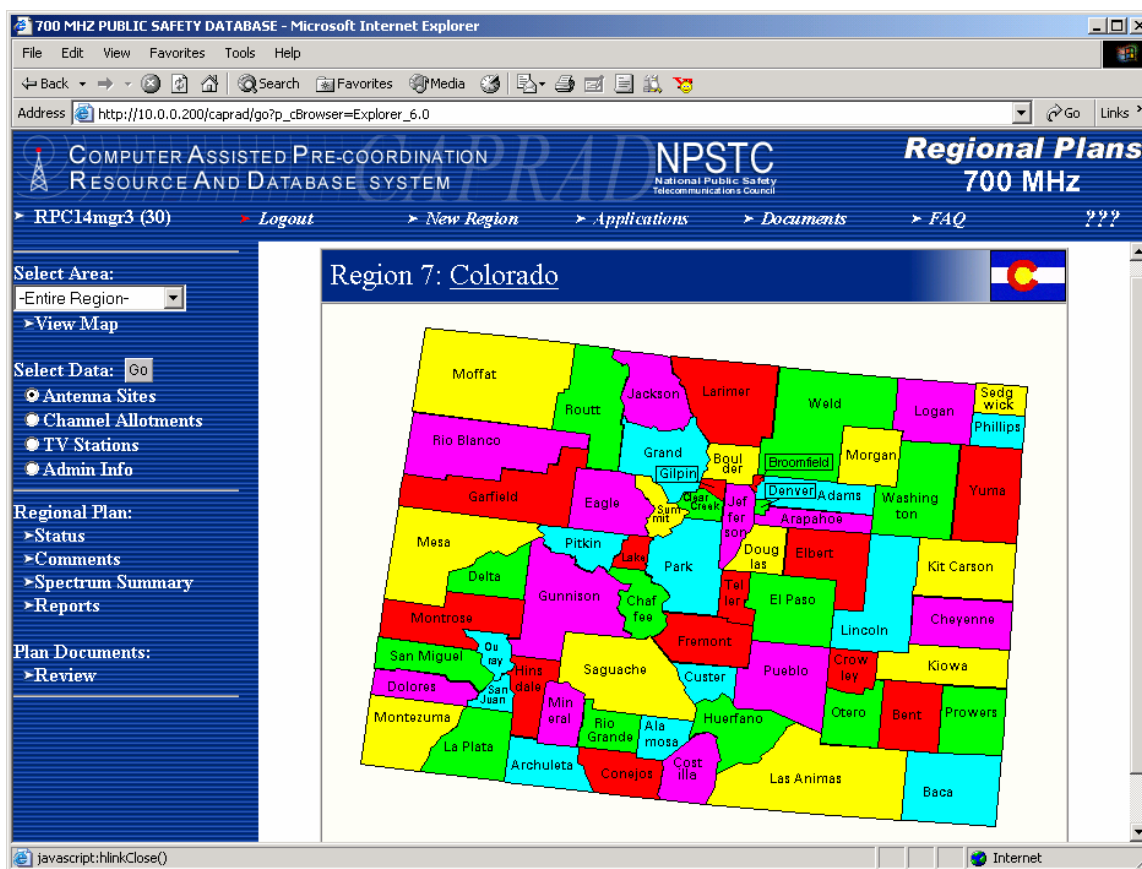 700 MHZ PUBLIC SAFETY DATABASE - Microsoft Internet Explorer
File Edit View Favorites Tools Help
Back Search Favorites Media
Address http://10.0.0.200/caprad/go?p_cBrowser=Explorer_6.0 Go Links
COMPUTER ASSISTED PRE-COORDINATION
RESOURCE AND DATABASE SYSTEM
CAPRAD
NPSTC
National Public Safety
Telecommunications Council
Regional Plans
700 MHz
RPC14mgr3 (30) Logout New Region Applications Documents FAQ ???
Select Area:
-Entire Region-
View Map
Select Data: Go
Antenna Sites
Channel Allotments
TV Stations
Admin Info
Regional Plan:
Status
Comments
Spectrum Summary
Reports
Plan Documents:
Review
Region 7: Colorado
Moffat
Routt
Jackson
Larimer
Weld
Logan
Sedg
wick
Phillips
Rio Blanco
Grand
Gilpin
Boul
der
Broomfield
Morgan
Garfield
Eagle
Sum
mit
Clear
Creek
Jef
fer
son
Denver
Adams
Arapahoe
Washing
ton
Yuma
Mesa
Pitkin
Lake
Park
Doug
las
Elbert
Kit Carson
Delta
Gunnison
Chaf
fee
Tel
ler
El Paso
Lincoln
Cheyenne
Montrose
Fremont
San Miguel
Ou
ray
Hins
dale
Saguache
Custer
Pueblo
Crow
ley
Kiowa
Dolores
San
Juan
Min
eral
Rio
Grande
Ala
mosa
Huerfano
Otero
Bent
Prowers
Montezuma
La Plata
Archuleta
Conejos
Cost
illa
Las Animas
Baca
javascript:hlinkClose() Internet